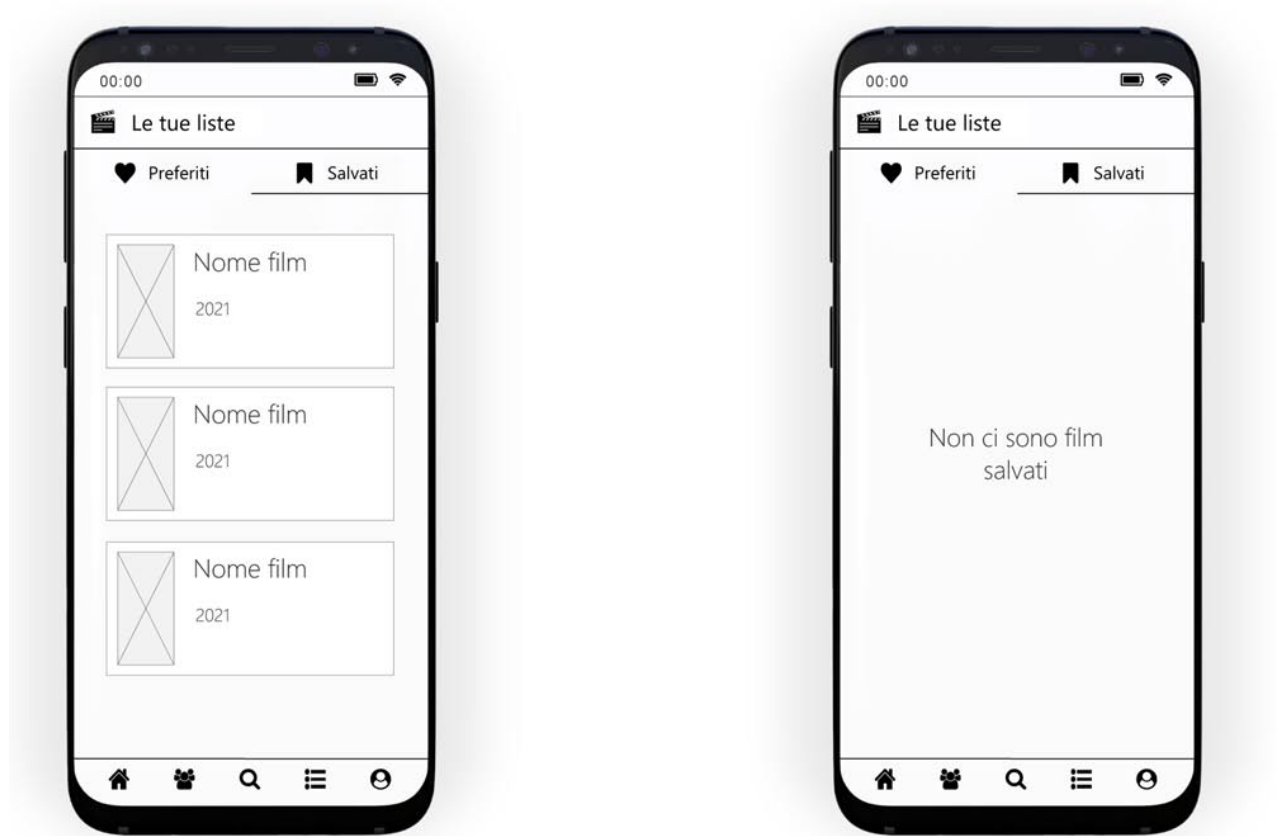 00:00
Le tue liste
Preferiti Salvati
Nome film
2021
Nome film
2021
Nome film
2021
00:00
Le tue liste
Preferiti Salvati
Non ci sono film
salvati